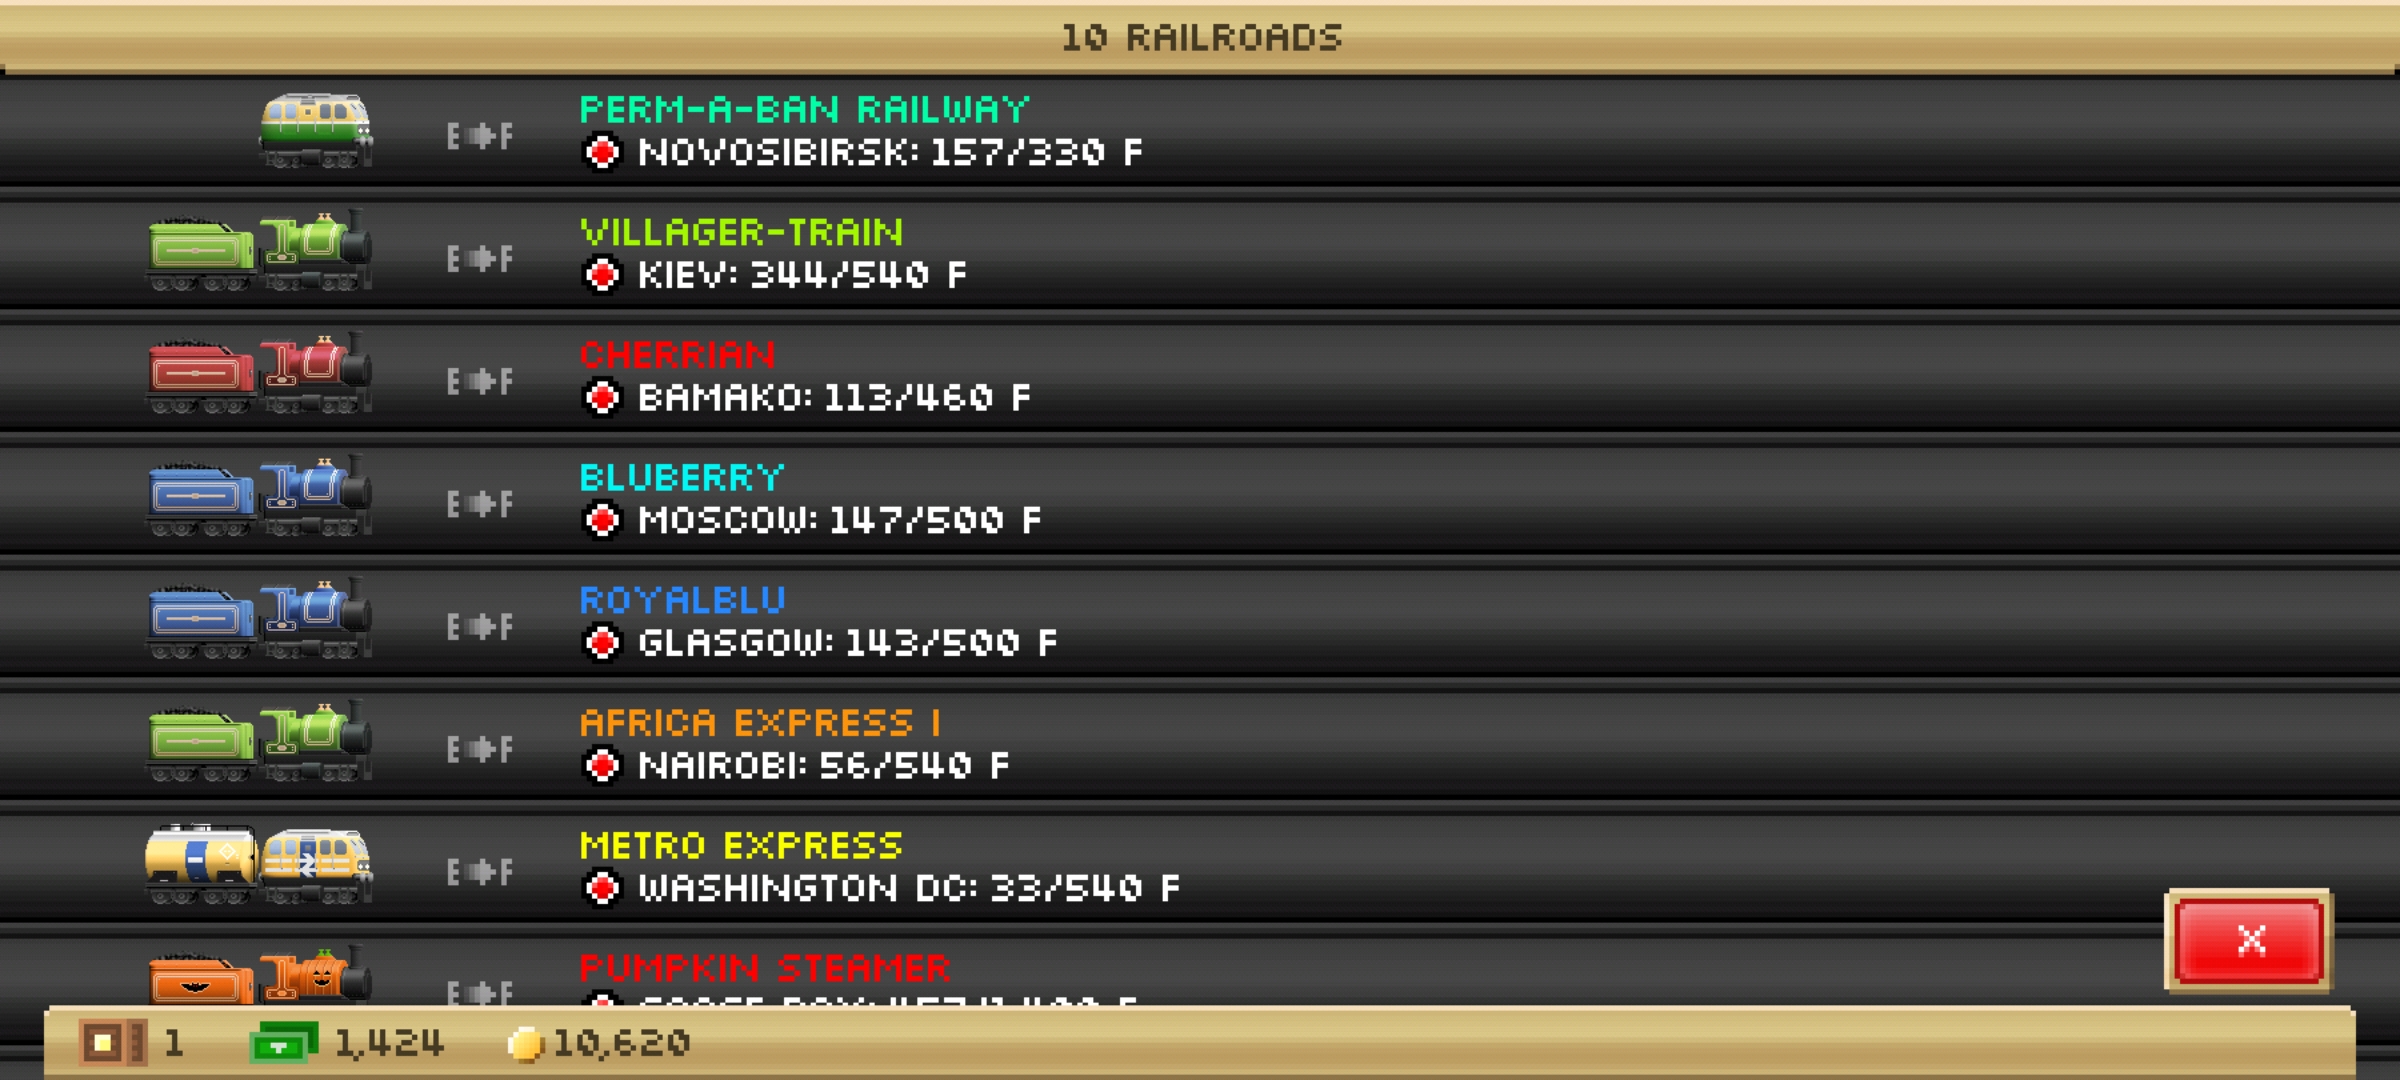 10 RAILROADS
E F
PERM-A-BAN RAILWAY
NOVOSIBIRSK: 157/330 F
E F
VILLAGER-TRAIN
KIEV: 344/540 F
E F
CHERRIAN
BAMAKO: 113/460 F
E F
BLUBERRY
MOSCOW: 147/500 F
E F
ROYALBLU
GLASGOW: 143/500 F
E F
AFRICA EXPRESS I
NAIROBI: 56/540 F
E F
METRO EXPRESS
WASHINGTON DC: 33/540 F
E F
PUMPKIN STEAMER
X
1 1,424 10,620